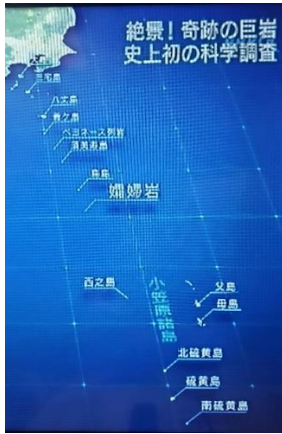 絶景!奇跡の巨岩
史上初の科学調査
大島
三宅島
八丈島
青ヶ島
ベヨネース列岩
須美寿島
鳥島
孀婦岩
西之島
小笠原諸島
父島
母島
北硫黄島
硫黄島
南硫黄島